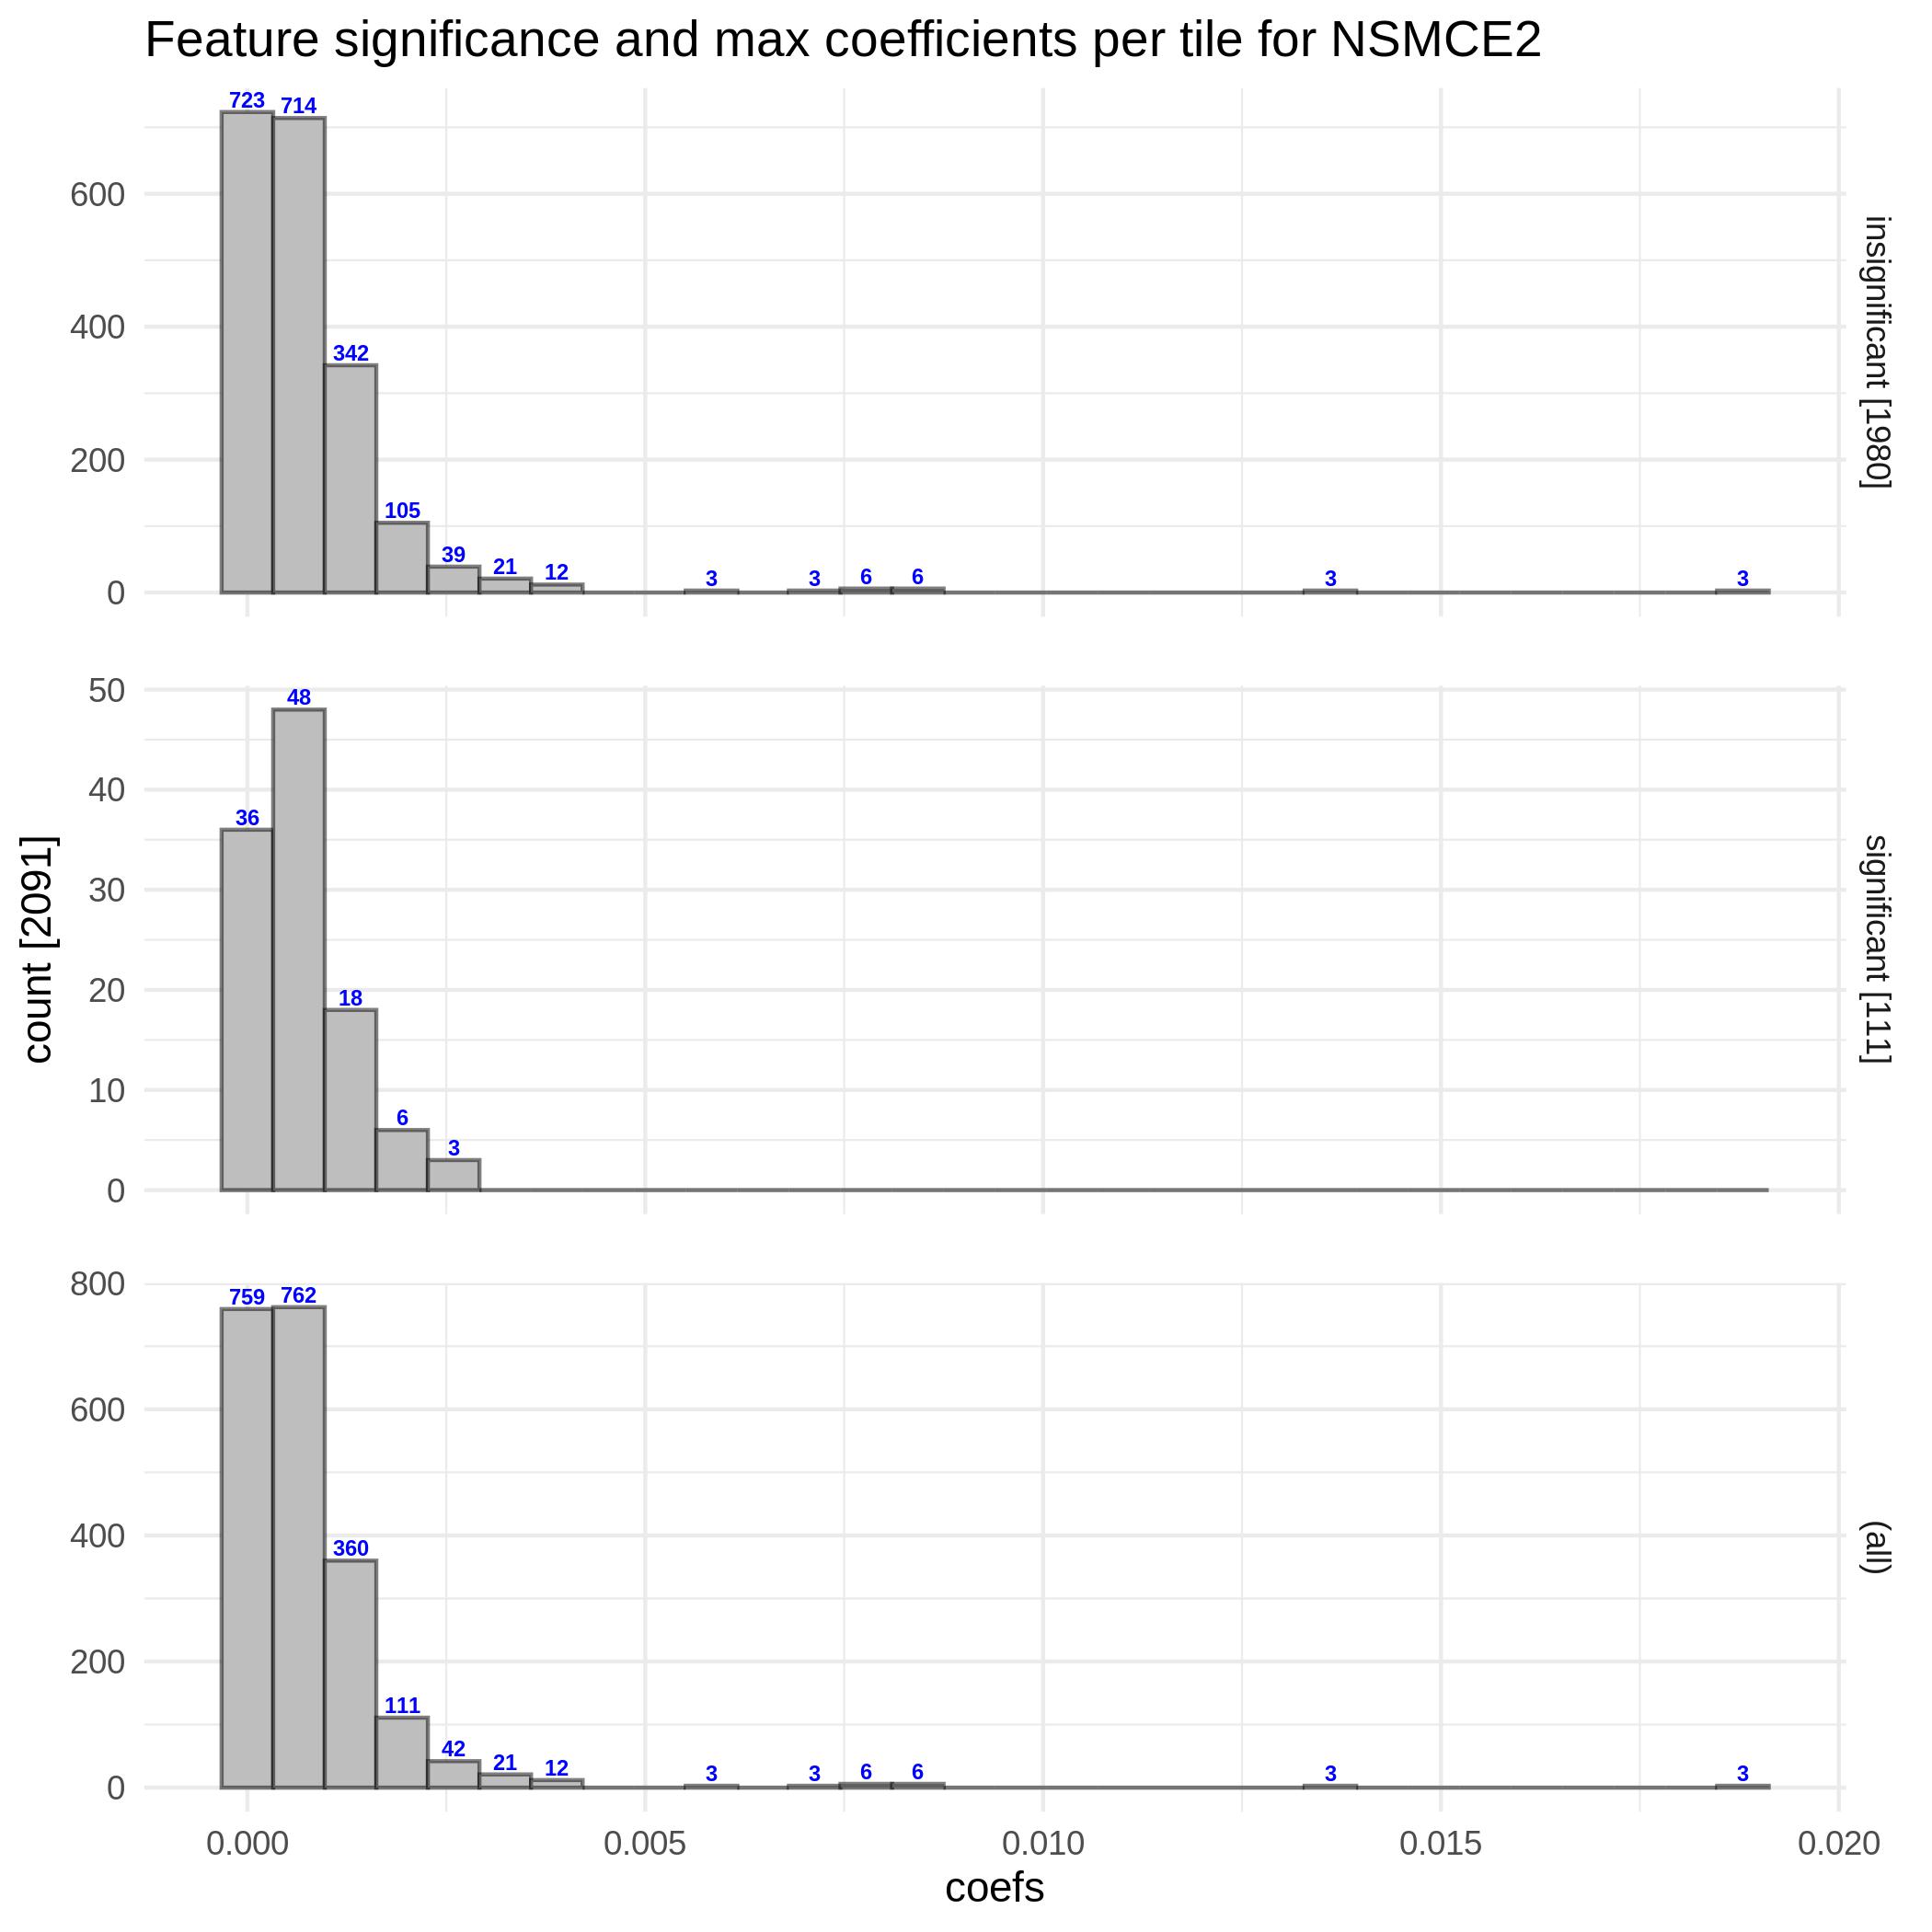 Feature significance and max coefficients per tile for NSMCE2
723 714 342 105 39 21 12 3 3 6 6 3 3
600
400
200
0
insignificant [1980]
48 36 18 6 3
50
40
30
20
10
0
significant [111]
count [2091]
759 762 360 111 42 21 12 3 3 6 6 3 3
800
600
400
200
0
(all)
0.000 0.005 0.010 0.015 0.020
coefs